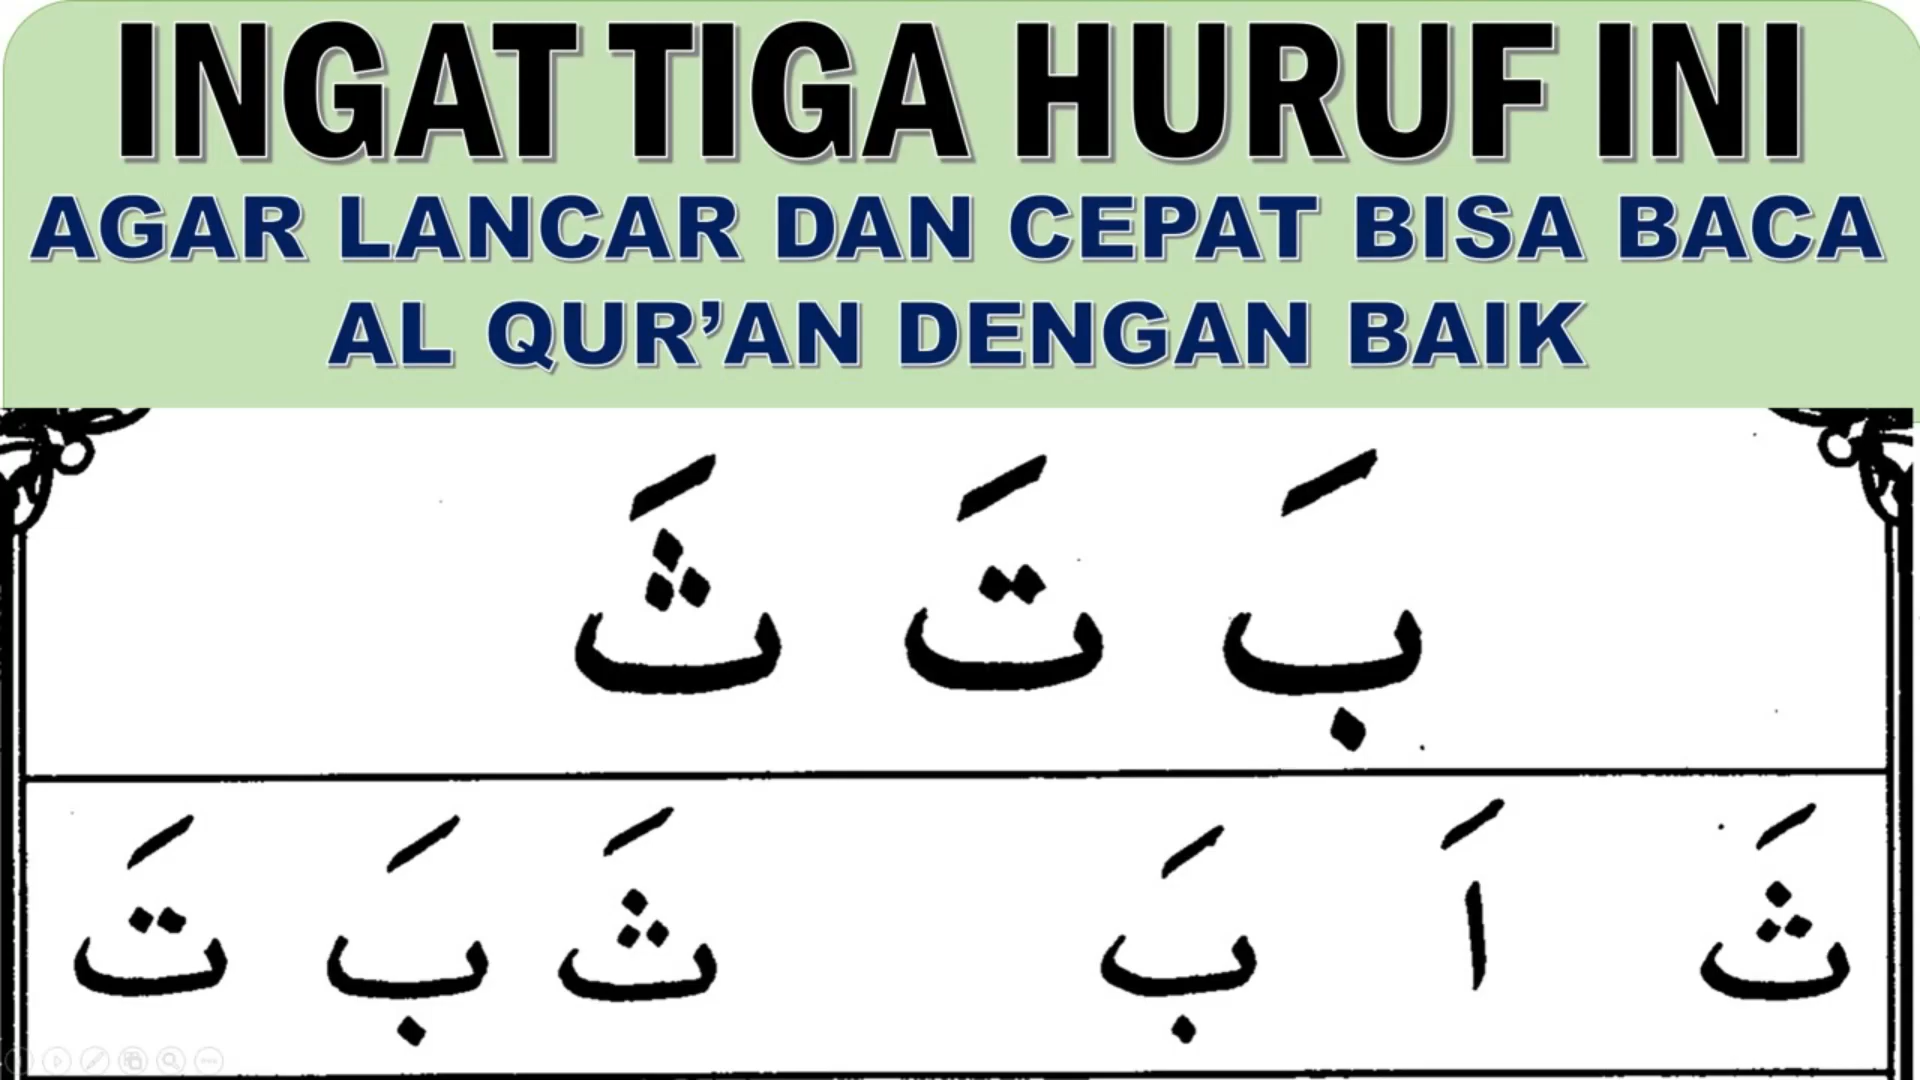 INGAT TIGA HURUF INI
AGAR LANCAR DAN CEPAT BISA BACA
AL QUR’AN DENGAN BAIK
بَ تَ ثَ
ثَ اَ بَ ثَ بَ تَ